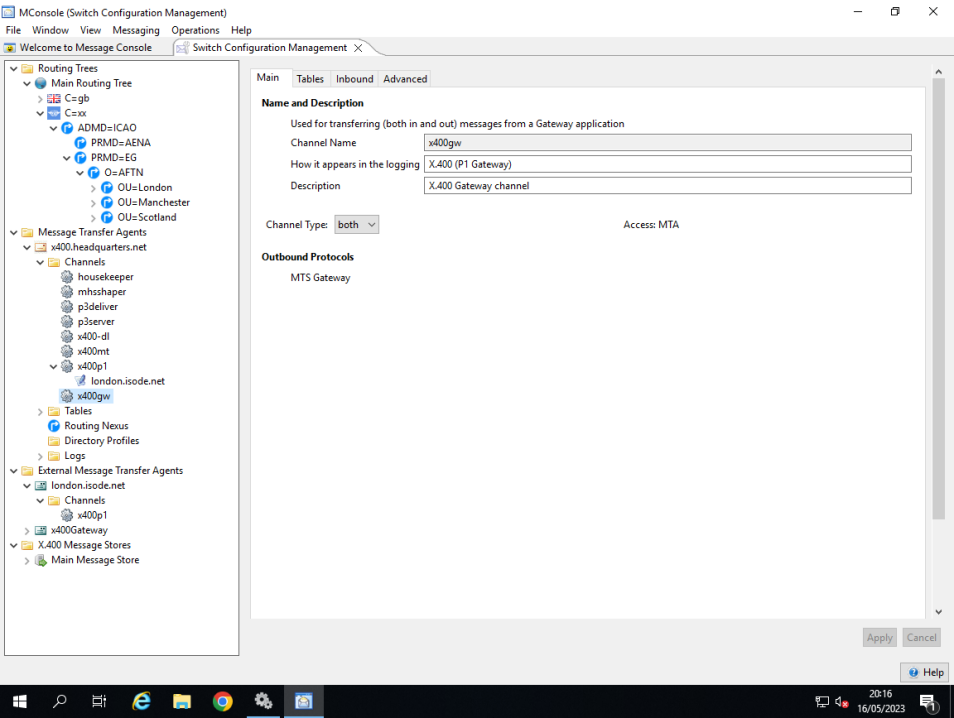 MConsole (Switch Configuration Management)
File Window View Messaging Operations Help
Welcome to Message Console
Switch Configuration Management
Routing Trees
Main Routing Tree
C=gb
C=xx
ADMD=ICAO
PRMD=AENA
PRMD=EG
O=AFTN
OU=London
OU=Manchester
OU=Scotland
Message Transfer Agents
x400.headquarters.net
Channels
housekeeper
mhsshaper
p3deliver
p3server
x400-dl
x400mt
x400p1
london.isode.net
x400gw
Tables
Routing Nexus
Directory Profiles
Logs
External Message Transfer Agents
london.isode.net
Channels
x400p1
x400Gateway
X.400 Message Stores
Main Message Store
Main Tables Inbound Advanced
Name and Description
Used for transferring (both in and out) messages from a Gateway application
Channel Name x400gw
How it appears in the logging X.400 (P1 Gateway)
Description X.400 Gateway channel
Channel Type: both Access: MTA
Outbound Protocols
MTS Gateway
Apply Cancel
Help
20:16
16/05/2023
1